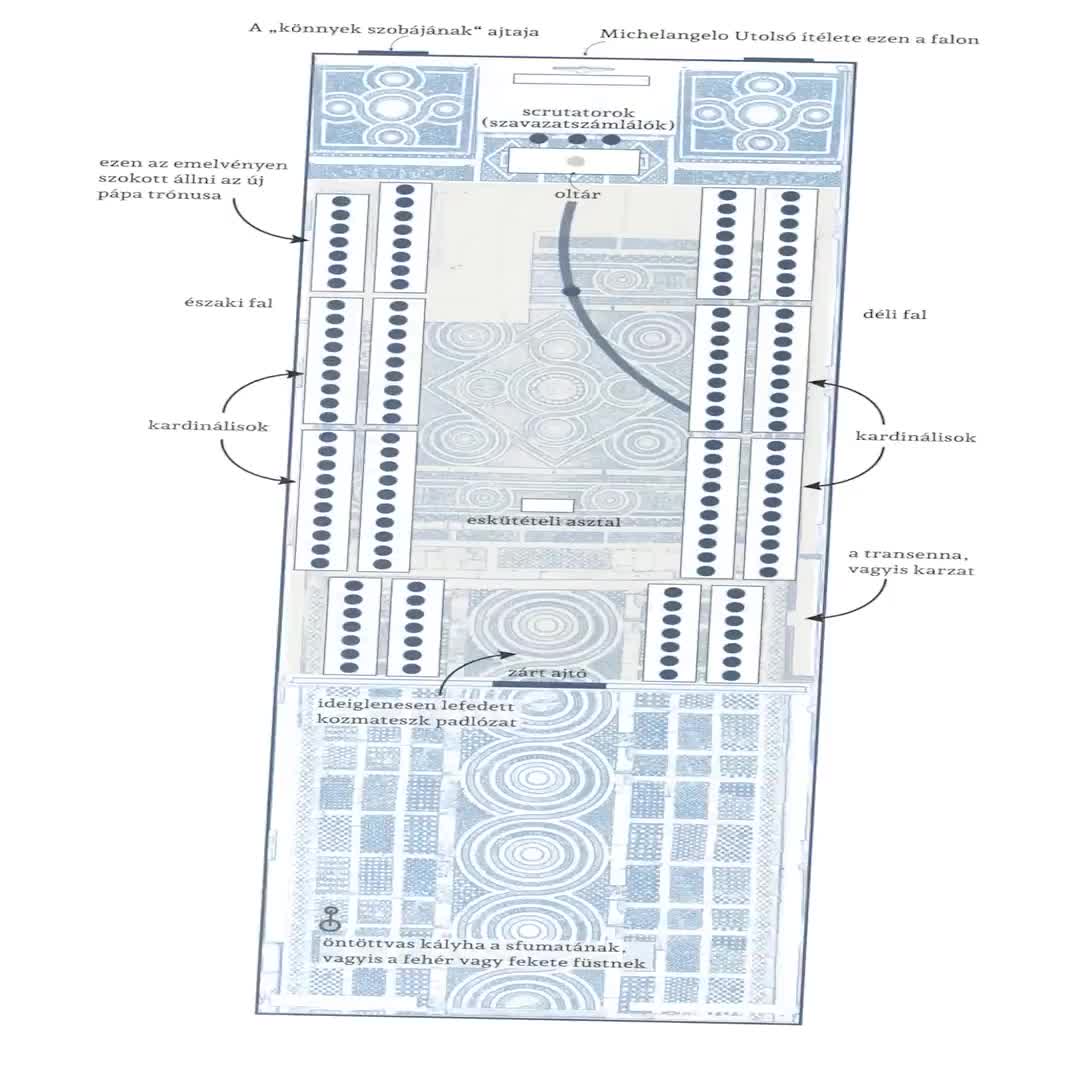 A „könnyek szobájának“ ajtaja
Michelangelo Utolsó ítélete ezen a falon
scrutatorok
(szavazatszámlálók)
ezen az emelvényen
szokott állni az új
pápa trónusa
oltár
északi fal
déli fal
kardinálisok
kardinálisok
eskütételi asztal
a transenna,
vagyis karzat
zárt ajtó
ideiglenesen lefedett
kozmateszk padlózat
öntöttvas kályha a sfumatának,
vagyis a fehér vagy fekete füstnek